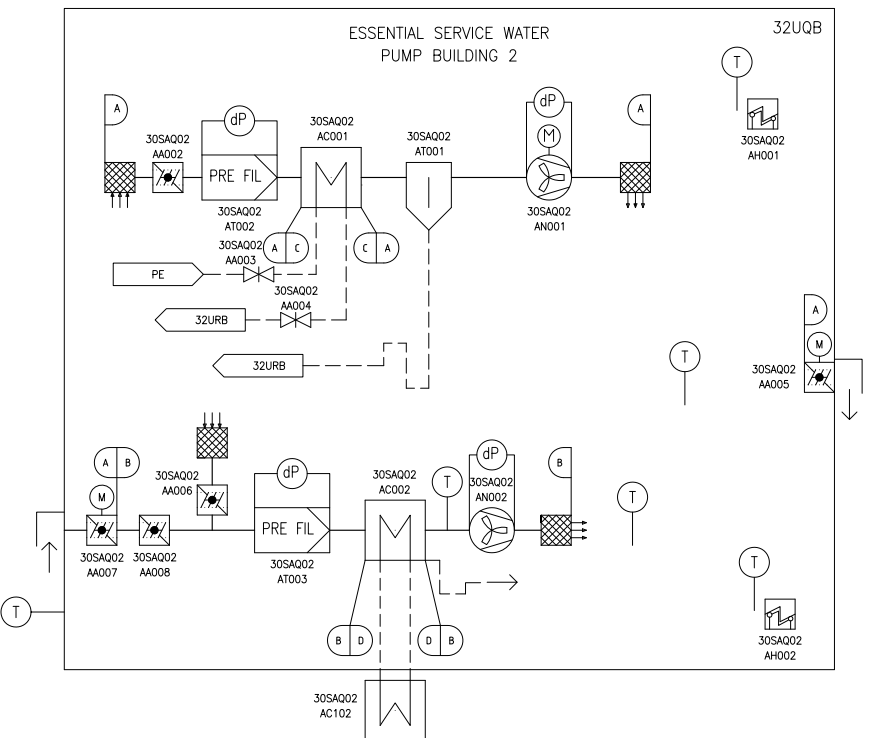 ESSENTIAL SERVICE WATER
PUMP BUILDING 2
32UQB
T
A
dP
30SAQ02
AA002
PRE FIL
30SAQ02
AT002
30SAQ02
AC001
30SAQ02
AT001
dP
M
30SAQ02
AN001
A
30SAQ02
AH001
A C
C A
30SAQ02
AA003
PE
30SAQ02
AA004
32URB
32URB
T
A
M
30SAQ02
AA005
A B
M
30SAQ02
AA007
30SAQ02
AA008
30SAQ02
AA006
dP
PRE FIL
30SAQ02
AT003
30SAQ02
AC002
T
dP
30SAQ02
AN002
B
T
T
T
30SAQ02
AH002
B D
D B
30SAQ02
AC102